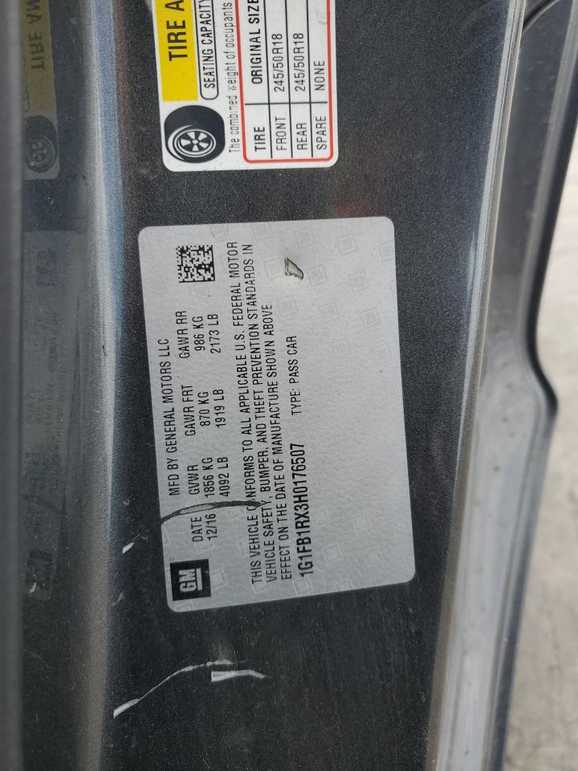 TIRE A
SEATING CAPACITY
The combined weight of occupants
TIRE ORIGINAL SIZE
FRONT 245/50R18
REAR 245/50R18
SPARE NONE
GM
MFD BY GENERAL MOTORS LLC
DATE GVWR GAWR FRT GAWR RR
12/16 1856 KG 870 KG 986 KG
4092 LB 1919 LB 2173 LB
THIS VEHICLE CONFORMS TO ALL APPLICABLE U.S. FEDERAL MOTOR
VEHICLE SAFETY, BUMPER, AND THEFT PREVENTION STANDARDS IN
EFFECT ON THE DATE OF MANUFACTURE SHOWN ABOVE
1G1FB1RX3H0176507 TYPE: PASS CAR
TIRE AM